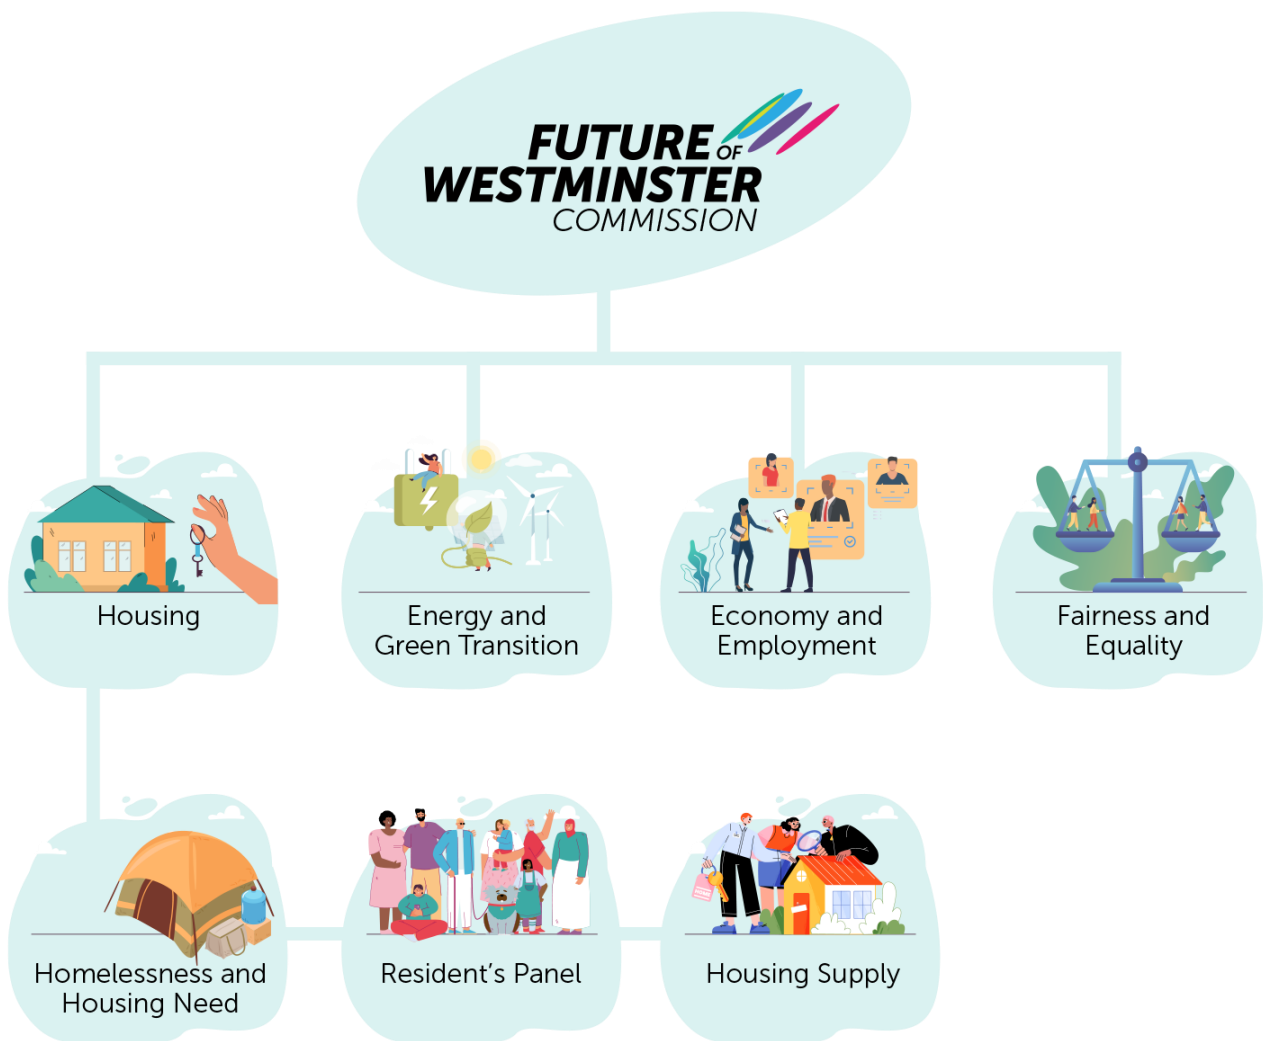 FUTURE OF
WESTMINSTER
COMMISSION
Housing
Energy and
Green Transition
Economy and
Employment
Fairness and
Equality
Homelessness and
Housing Need
Resident’s Panel
Housing Supply